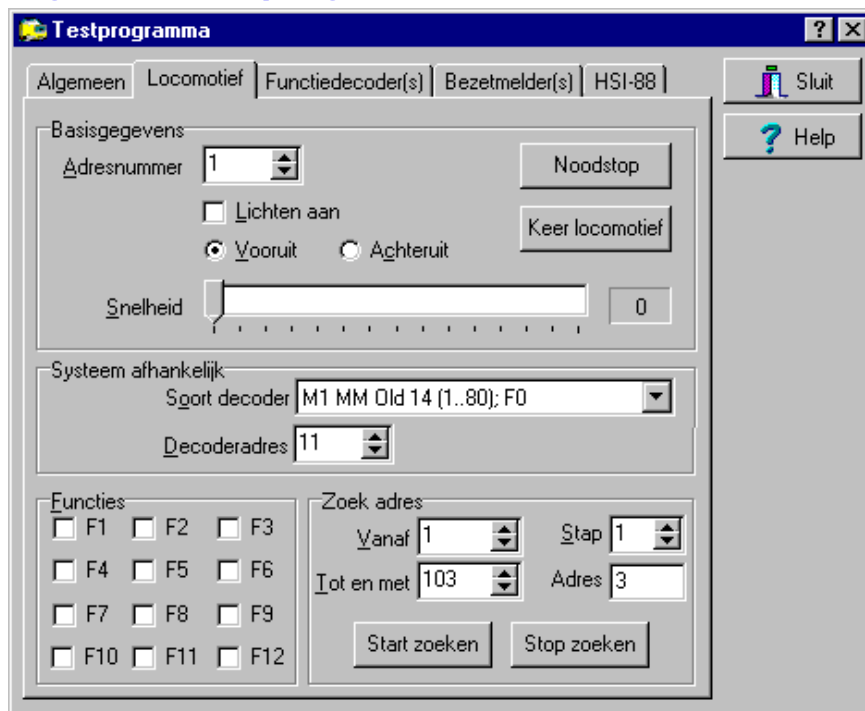 Testprogramma
Algemeen Locomotief Functiedecoder(s) Bezetmelder(s) HSI-88
Sluit
Help
Basisgegevens
Adresnummer 1
Noodstop
Lichten aan
Keer locomotief
Vooruit Achteruit
Snelheid 0
Systeem afhankelijk
Soort decoder M1 MM Old 14 (1..80); F0
Decoderadres 11
Functies
F1 F2 F3
F4 F5 F6
F7 F8 F9
F10 F11 F12
Zoek adres
Vanaf 1 Stap 1
Tot en met 103 Adres 3
Start zoeken Stop zoeken